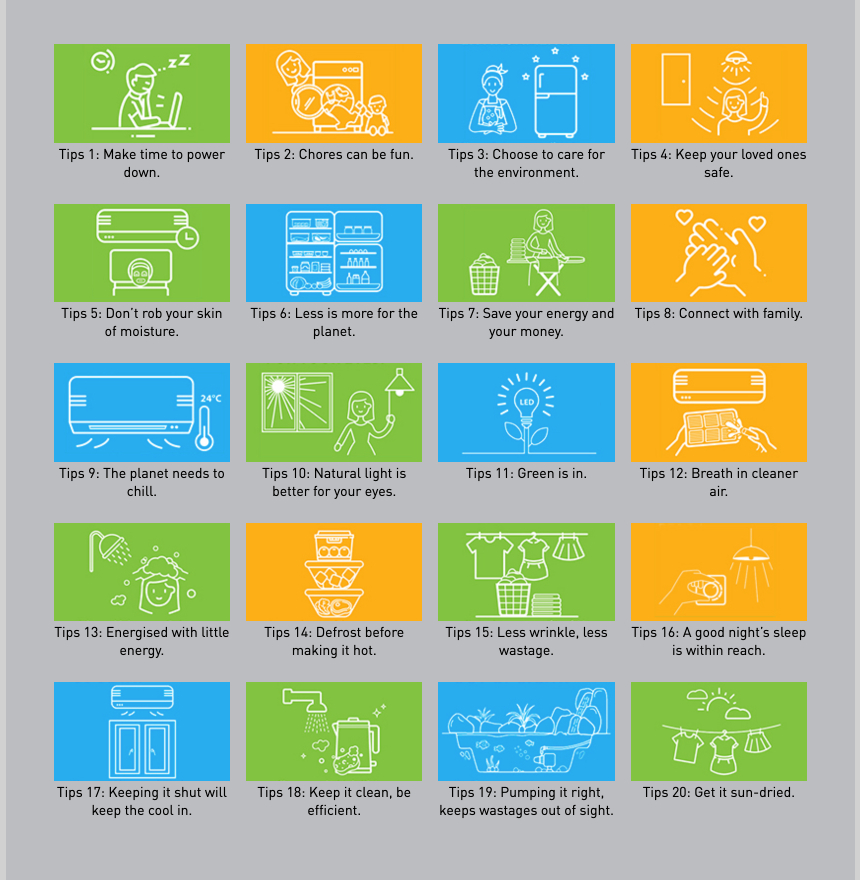 zZZ
Tips 1: Make time to power
down.
Tips 2: Chores can be fun.
Tips 3: Choose to care for
the environment.
Tips 4: Keep your loved ones
safe.
Tips 5: Don't rob your skin
of moisture.
Tips 6: Less is more for the
planet.
Tips 7: Save your energy and
your money.
Tips 8: Connect with family.
24°C
Tips 9: The planet needs to
chill.
Tips 10: Natural light is
better for your eyes.
LED
Tips 11: Green is in.
Tips 12: Breath in cleaner
air.
Tips 13: Energised with little
energy.
Tips 14: Defrost before
making it hot.
Tips 15: Less wrinkle, less
wastage.
Tips 16: A good night's sleep
is within reach.
Tips 17: Keeping it shut will
keep the cool in.
Tips 18: Keep it clean, be
efficient.
Tips 19: Pumping it right,
keeps wastages out of sight.
Tips 20: Get it sun-dried.